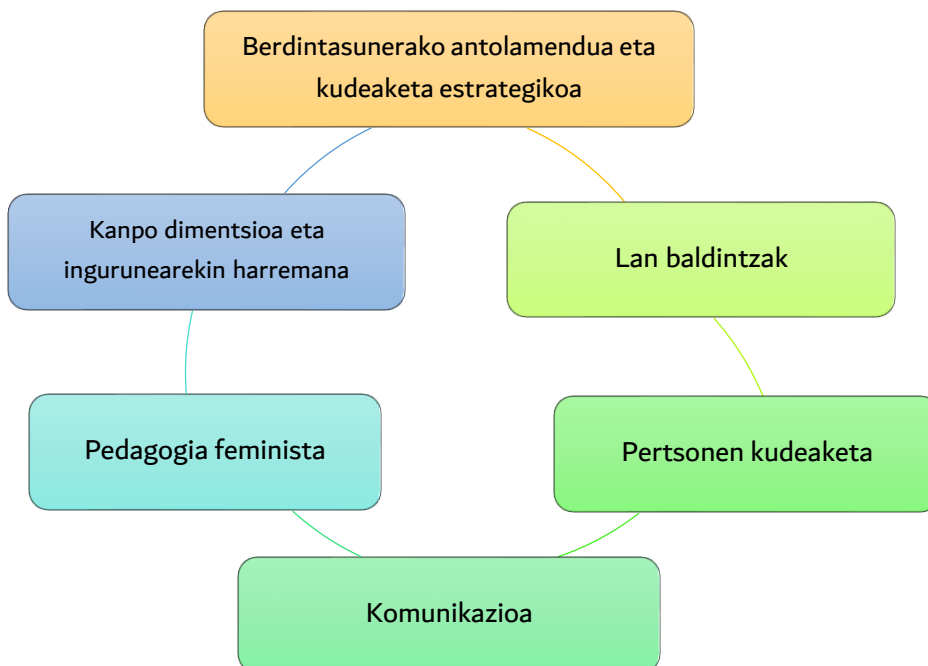 Berdintasunerako antolamendua eta
kudeaketa estrategikoa
Kanpo dimentsioa eta
ingurunearekin harremana
Lan baldintzak
Pedagogia feminista
Pertsonen kudeaketa
Komunikazioa